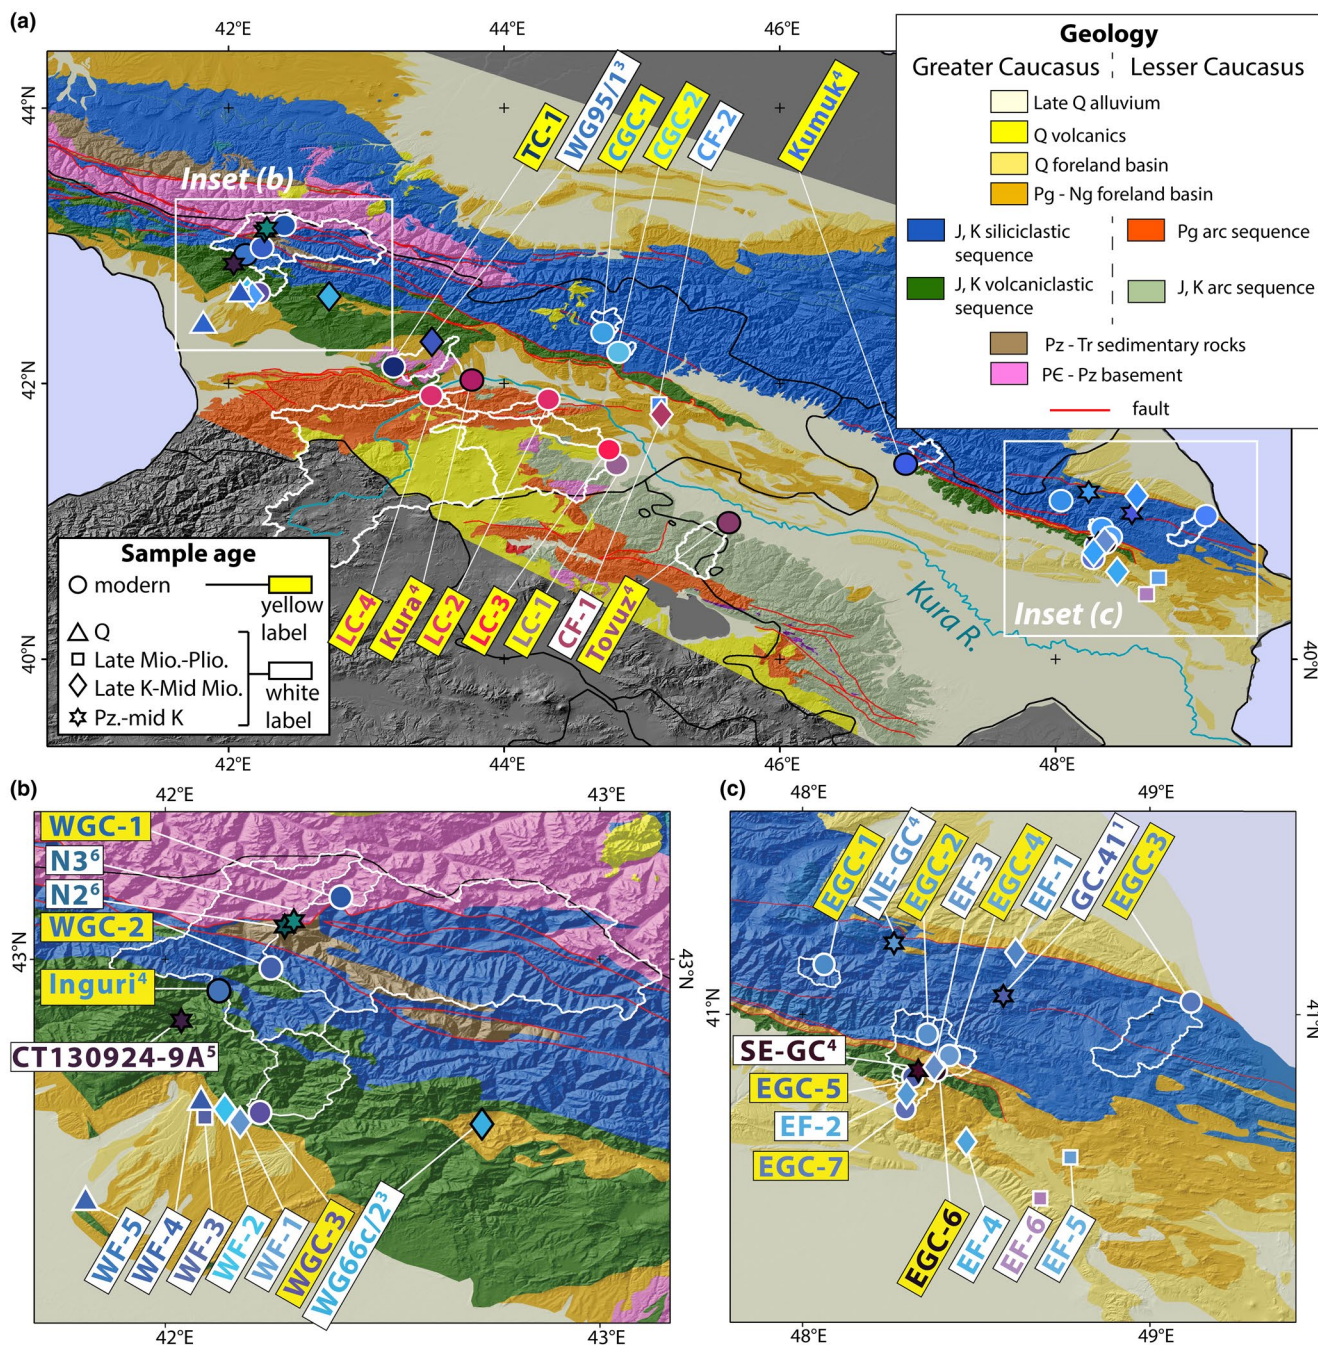 (a)
42°E
44°E
46°E
44°N
42°N
40°N
Inset (b)
TC-1
WG95/1³
CGC-1
CGC-2
CF-2
Kumuk⁴
Geology
Greater Caucasus
Lesser Caucasus
Late Q alluvium
Q volcanics
Q foreland basin
Pg - Ng foreland basin
J, K siliciclastic
sequence
Pg arc sequence
J, K volcaniclastic
sequence
J, K arc sequence
Pz - Tr sedimentary rocks
PЄ - Pz basement
fault
Sample age
modern
yellow
label
Q
Late Mio.-Plio.
Late K-Mid Mio.
white
label
Pz.-mid K
LC-4
Kura⁴
LC-2
LC-3
LC-1
CF-1
Tovuz⁴
Kura R.
Inset (c)
40°N
42°E
44°E
46°E
48°E
(b)
42°E
43°E
WGC-1
N3⁶
N2⁶
WGC-2
43°N
43°N
Inguri⁴
CT130924-9A⁵
WF-5
WF-4
WF-3
WF-2
WF-1
WGC-3
WG66c/2³
42°E
43°E
(c)
48°E
49°E
EGC-1
NE-GC⁴
EGC-2
EF-3
EGC-4
EF-1
GC-41¹
EGC-3
41°N
41°N
SE-GC⁴
EGC-5
EF-2
EGC-7
EGC-6
EF-4
EF-6
EF-5
48°E
49°E